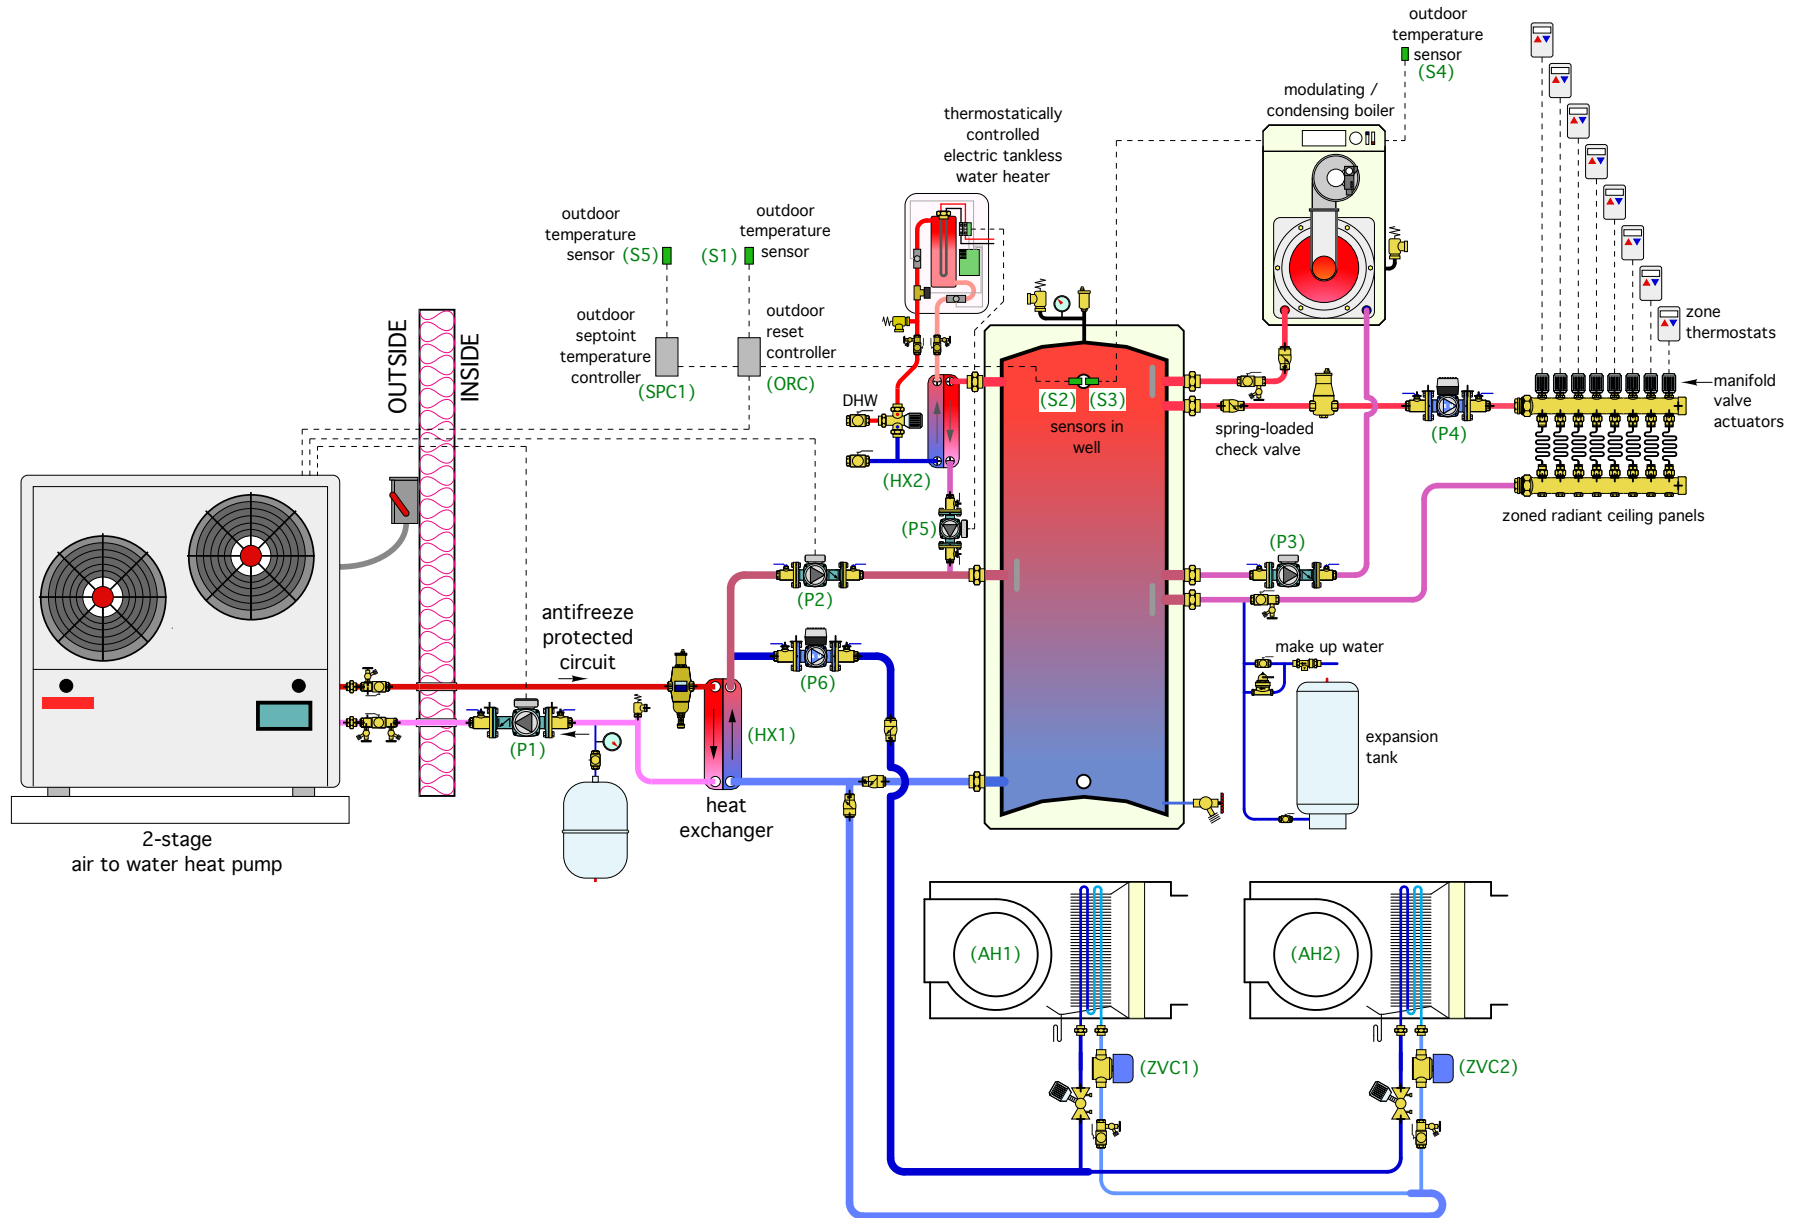 outdoor
temperature
sensor
(S4)
modulating /
condensing boiler
thermostatically
controlled
electric tankless
water heater
outdoor
temperature
sensor
(S5)
outdoor
temperature
sensor
(S1)
outdoor
septoint
temperature
controller
(SPC1)
outdoor
reset
controller
(ORC)
OUTSIDE
INSIDE
DHW
(HX2)
(P5)
(S2)
(S3)
sensors in
well
spring-loaded
check valve
(P4)
zone
thermostats
manifold
valve
actuators
zoned radiant ceiling panels
(P3)
(P2)
(P6)
antifreeze
protected
circuit
(P1)
(HX1)
heat
exchanger
make up water
expansion
tank
2-stage
air to water heat pump
(AH1)
(AH2)
(ZVC1)
(ZVC2)